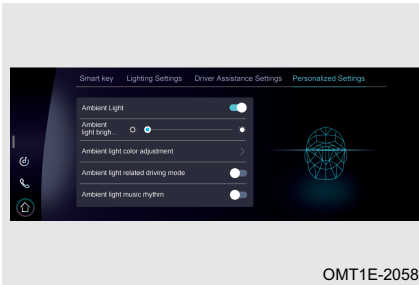 Smart key Lighting Settings Driver Assistance Settings Personalized Settings
Ambient Light
Ambient
light brigh...
Ambient light color adjustment
Ambient light related driving mode
Ambient light music rhythm
OMT1E-2058